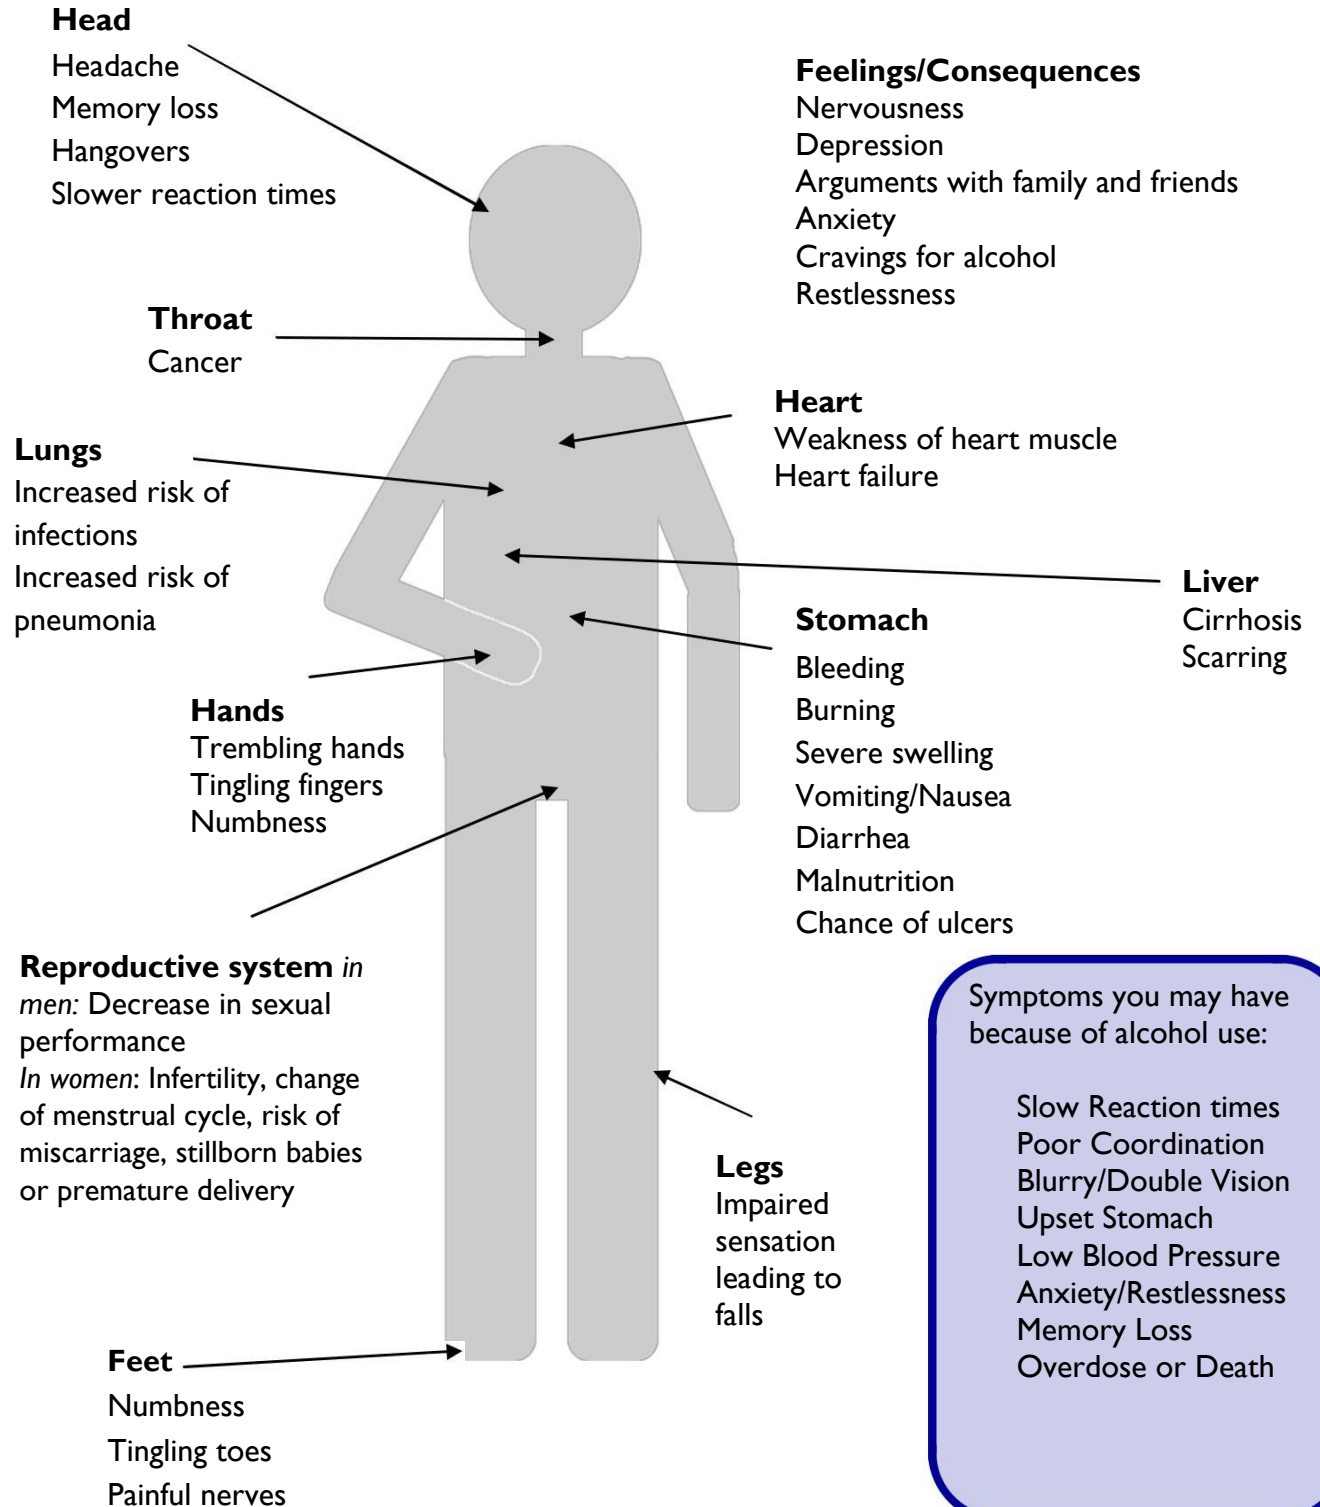 Head
Headache
Memory loss
Hangovers
Slower reaction times
Feelings/Consequences
Nervousness
Depression
Arguments with family and friends
Anxiety
Cravings for alcohol
Restlessness
Throat
Cancer
Heart
Weakness of heart muscle
Heart failure
Lungs
Increased risk of
infections
Increased risk of
pneumonia
Liver
Cirrhosis
Scarring
Stomach
Bleeding
Burning
Severe swelling
Vomiting/Nausea
Diarrhea
Malnutrition
Chance of ulcers
Hands
Trembling hands
Tingling fingers
Numbness
Reproductive system in
men: Decrease in sexual
performance
In women: Infertility, change
of menstrual cycle, risk of
miscarriage, stillborn babies
or premature delivery
Legs
Impaired
sensation
leading to
falls
Symptoms you may have
because of alcohol use:
Slow Reaction times
Poor Coordination
Blurry/Double Vision
Upset Stomach
Low Blood Pressure
Anxiety/Restlessness
Memory Loss
Overdose or Death
Feet
Numbness
Tingling toes
Painful nerves